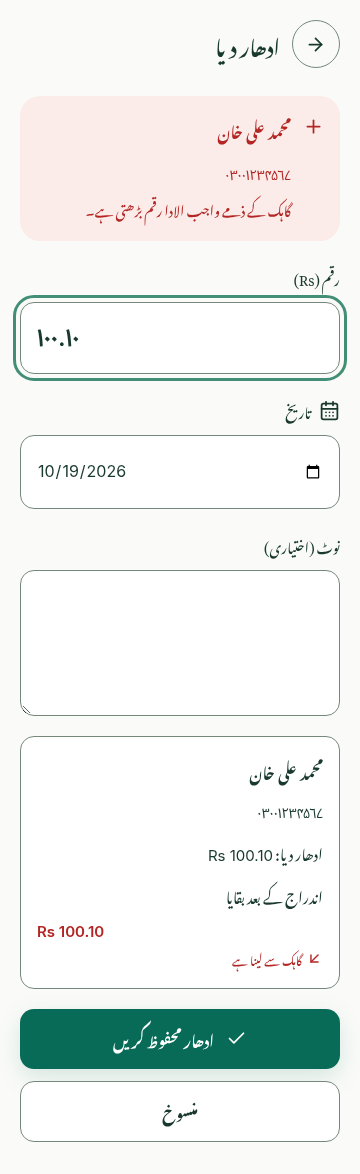 ادھار دیا
محمد علی خان
۰۳۰۰۱۲۳۴۵۶۷
گاہک کے ذمے واجب الادا رقم بڑھتی ہے۔
رقم (Rs)
۱۰۰.۱۰
تاریخ
10/19/2026
نوٹ (اختیاری)
محمد علی خان
۰۳۰۰۱۲۳۴۵۶۷
ادھار دیا: Rs 100.10
اندراج کے بعد بقایا
Rs 100.10
گاہک سے لینا ہے
ادھار محفوظ کریں
منسوخ